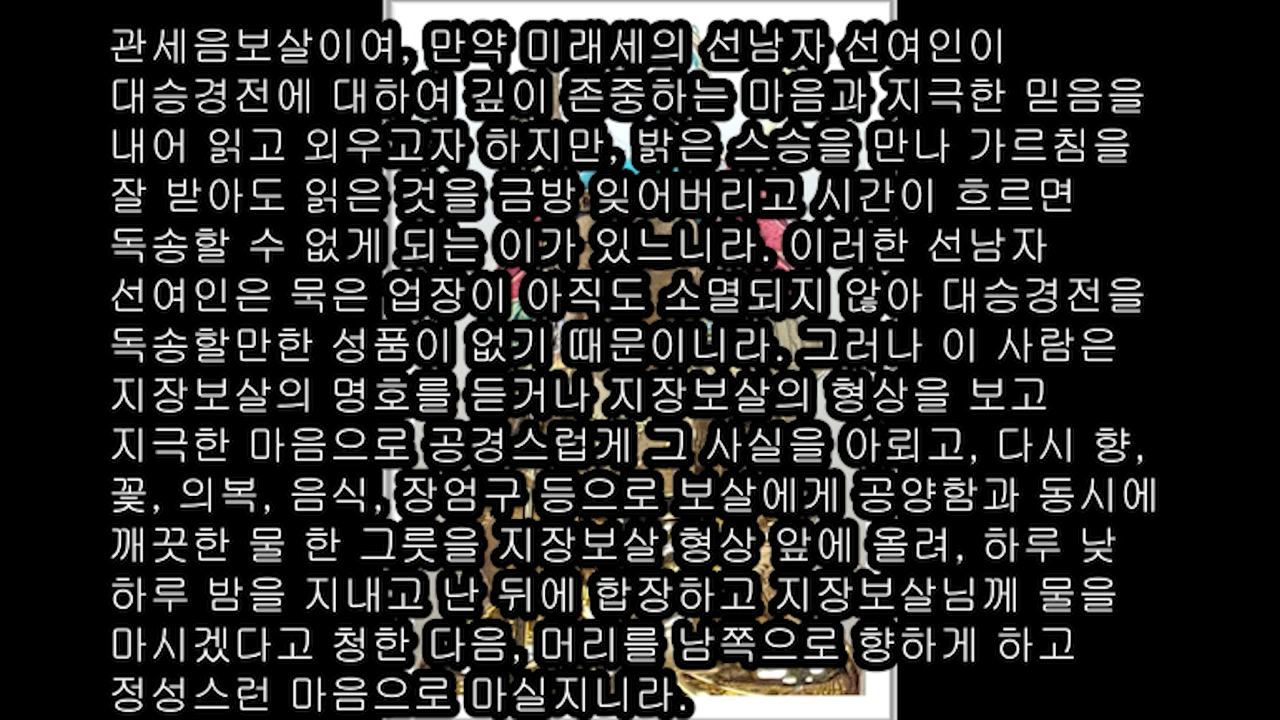 관세음보살이여, 만약 미래세의 선남자 선여인이
대승경전에 대하여 깊이 존중하는 마음과 지극한 믿음을
내어 읽고 외우고자 하지만, 밝은 스승을 만나 가르침을
잘 받아도 읽은 것을 금방 잊어버리고 시간이 흐르면
독송할 수 없게 되는 이가 있느니라. 이러한 선남자
선여인은 묵은 업장이 아직도 소멸되지 않아 대승경전을
독송할만한 성품이 없기 때문이니라. 그러나 이 사람은
지장보살의 명호를 듣거나 지장보살의 형상을 보고
지극한 마음으로 공경스럽게 그 사실을 아뢰고, 다시 향,
꽃, 의복, 음식, 장엄구 등으로 보살에게 공양함과 동시에
깨끗한 물 한 그릇을 지장보살 형상 앞에 올려, 하루 낮
하루 밤을 지내고 난 뒤에 합장하고 지장보살님께 물을
마시겠다고 청한 다음, 머리를 남쪽으로 향하게 하고
정성스런 마음으로 마실지니라.